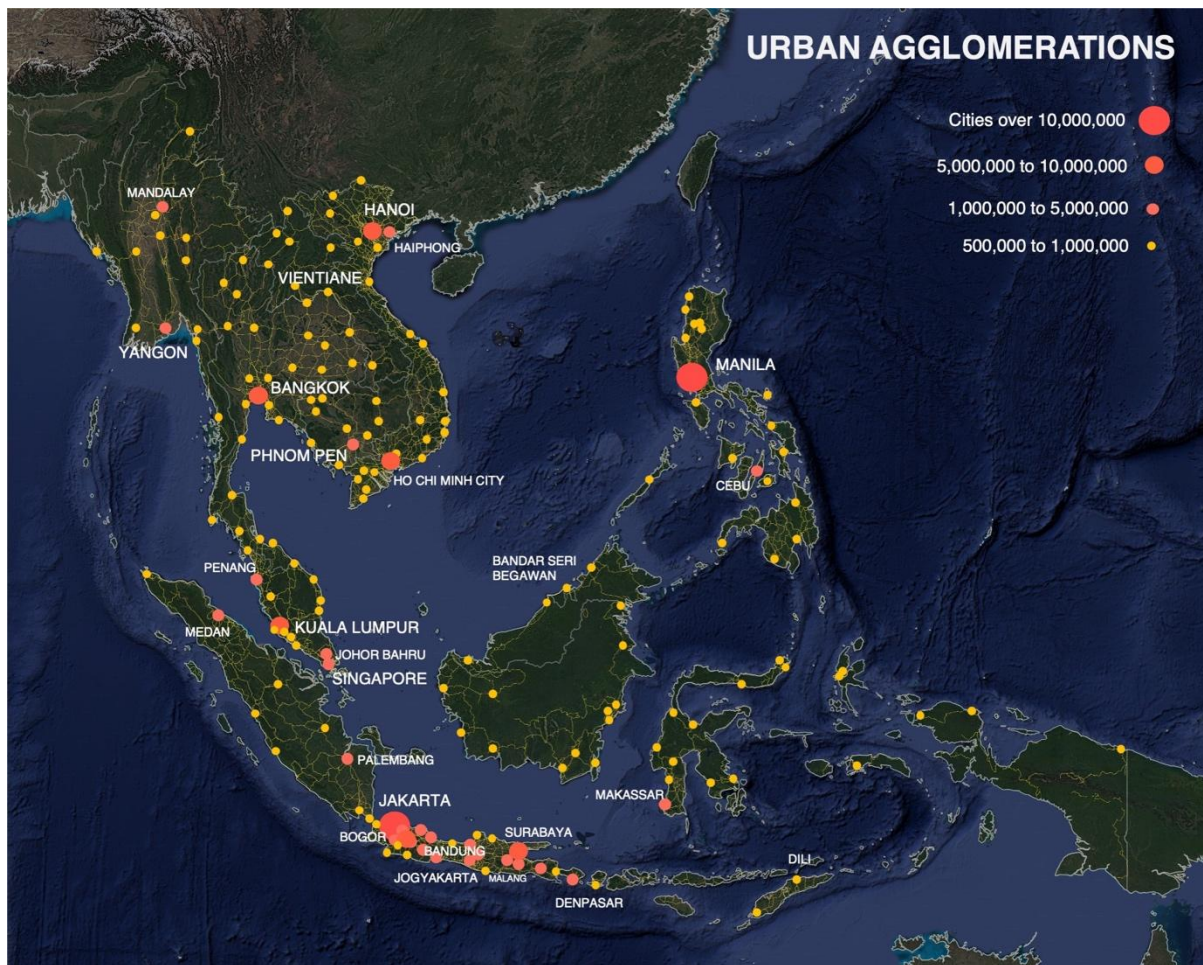 URBAN AGGLOMERATIONS
Cities over 10,000,000
5,000,000 to 10,000,000
1,000,000 to 5,000,000
500,000 to 1,000,000
MANDALAY
HANOI
HAIPHONG
VIENTIANE
YANGON
BANGKOK
MANILA
PHNOM PEN
HO CHI MINH CITY
CEBU
BANDAR SERI
BEGAWAN
PENANG
MEDAN
KUALA LUMPUR
JOHOR BAHRU
SINGAPORE
PALEMBANG
MAKASSAR
JAKARTA
BOGOR
SURABAYA
BANDUNG
DILI
JOGYAKARTA
MALANG
DENPASAR